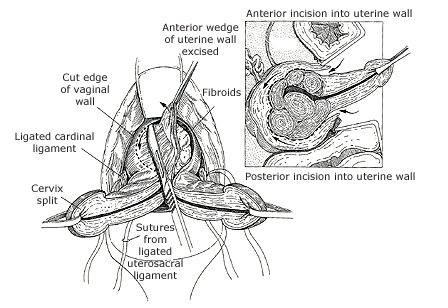 Anterior incision into uterine wall
Anterior wedge
of uterine wall
excised
Cut edge
of vaginal
wall
Fibroids
Ligated cardinal
ligament
Posterior incision into uterine wall
Cervix
split
Sutures
from
ligated
uterosacral
ligament